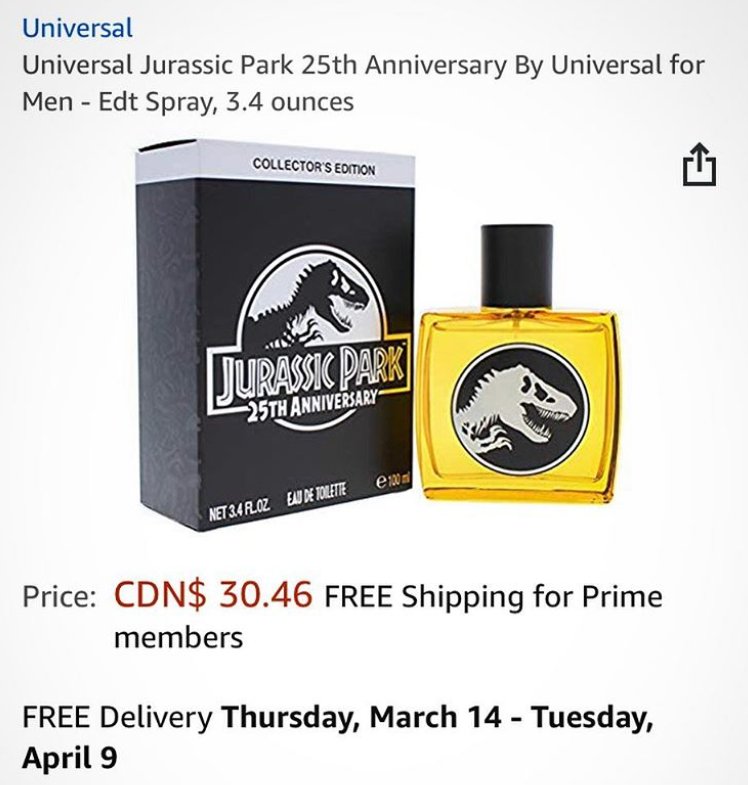 Universal
Universal Jurassic Park 25th Anniversary By Universal for
Men - Edt Spray, 3.4 ounces
COLLECTOR'S EDITION
JURASSIC PARK™
25TH ANNIVERSARY
NET 3.4 FL.OZ. EAU DE TOILETTE ℮100 ml
Price: CDN$ 30.46 FREE Shipping for Prime
members
FREE Delivery Thursday, March 14 - Tuesday,
April 9